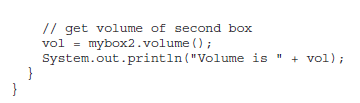 // get volume of second box
vol = mybox2.volume();
System.out.println("Volume is " + vol);
}
}